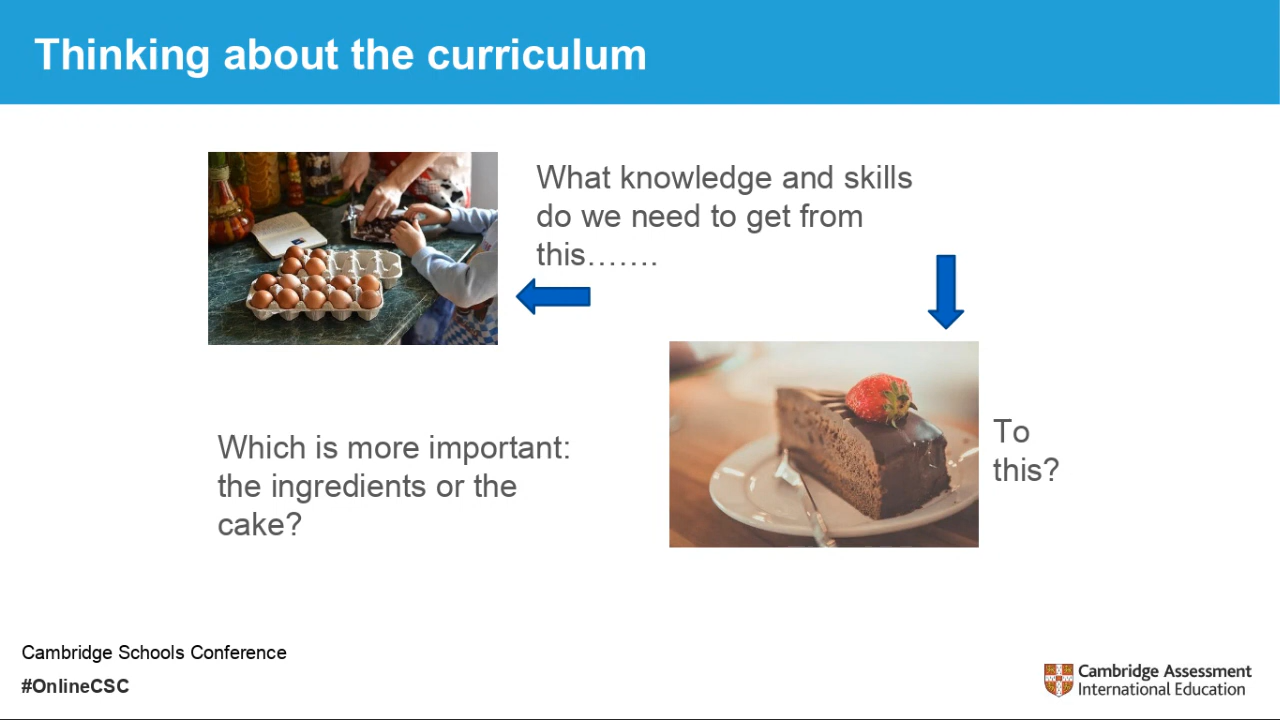 Thinking about the curriculum
What knowledge and skills
do we need to get from
this…….
To
this?
Which is more important:
the ingredients or the
cake?
Cambridge Schools Conference
#OnlineCSC
Cambridge Assessment
International Education